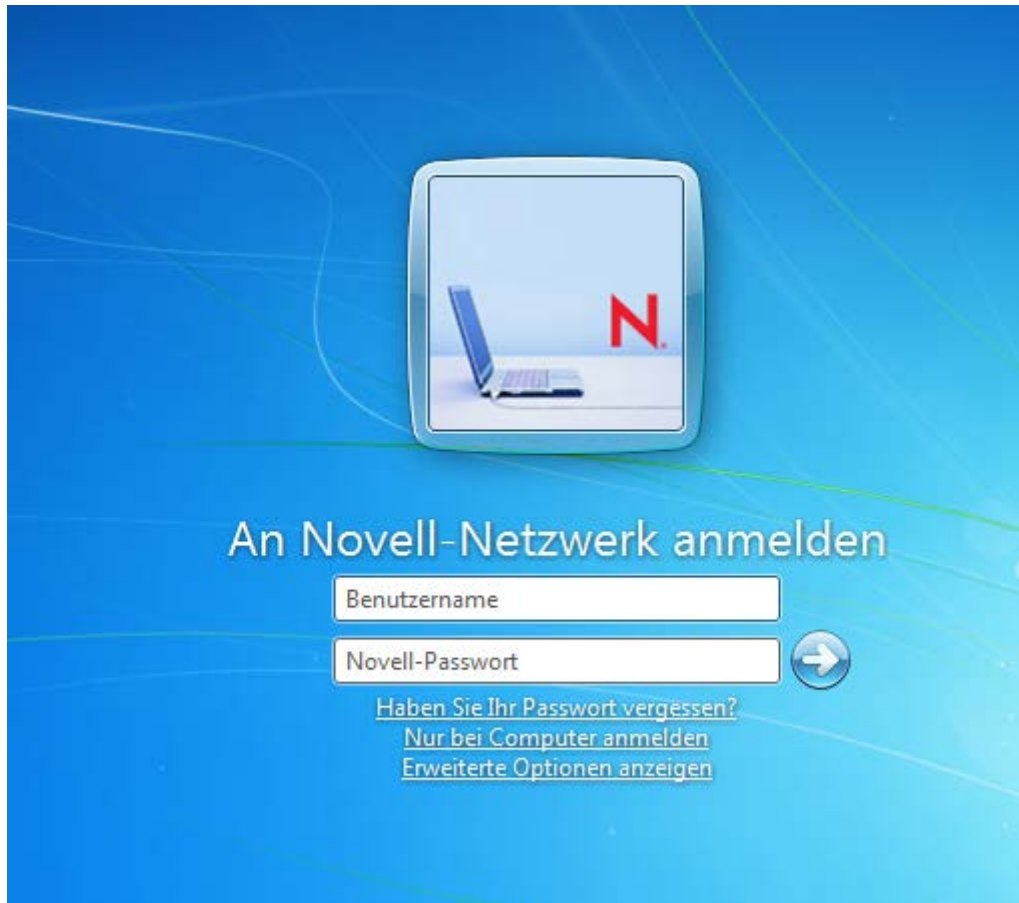 N
An Novell-Netzwerk anmelden
Benutzername
Novell-Passwort
Haben Sie Ihr Passwort vergessen?
Nur bei Computer anmelden
Erweiterte Optionen anzeigen